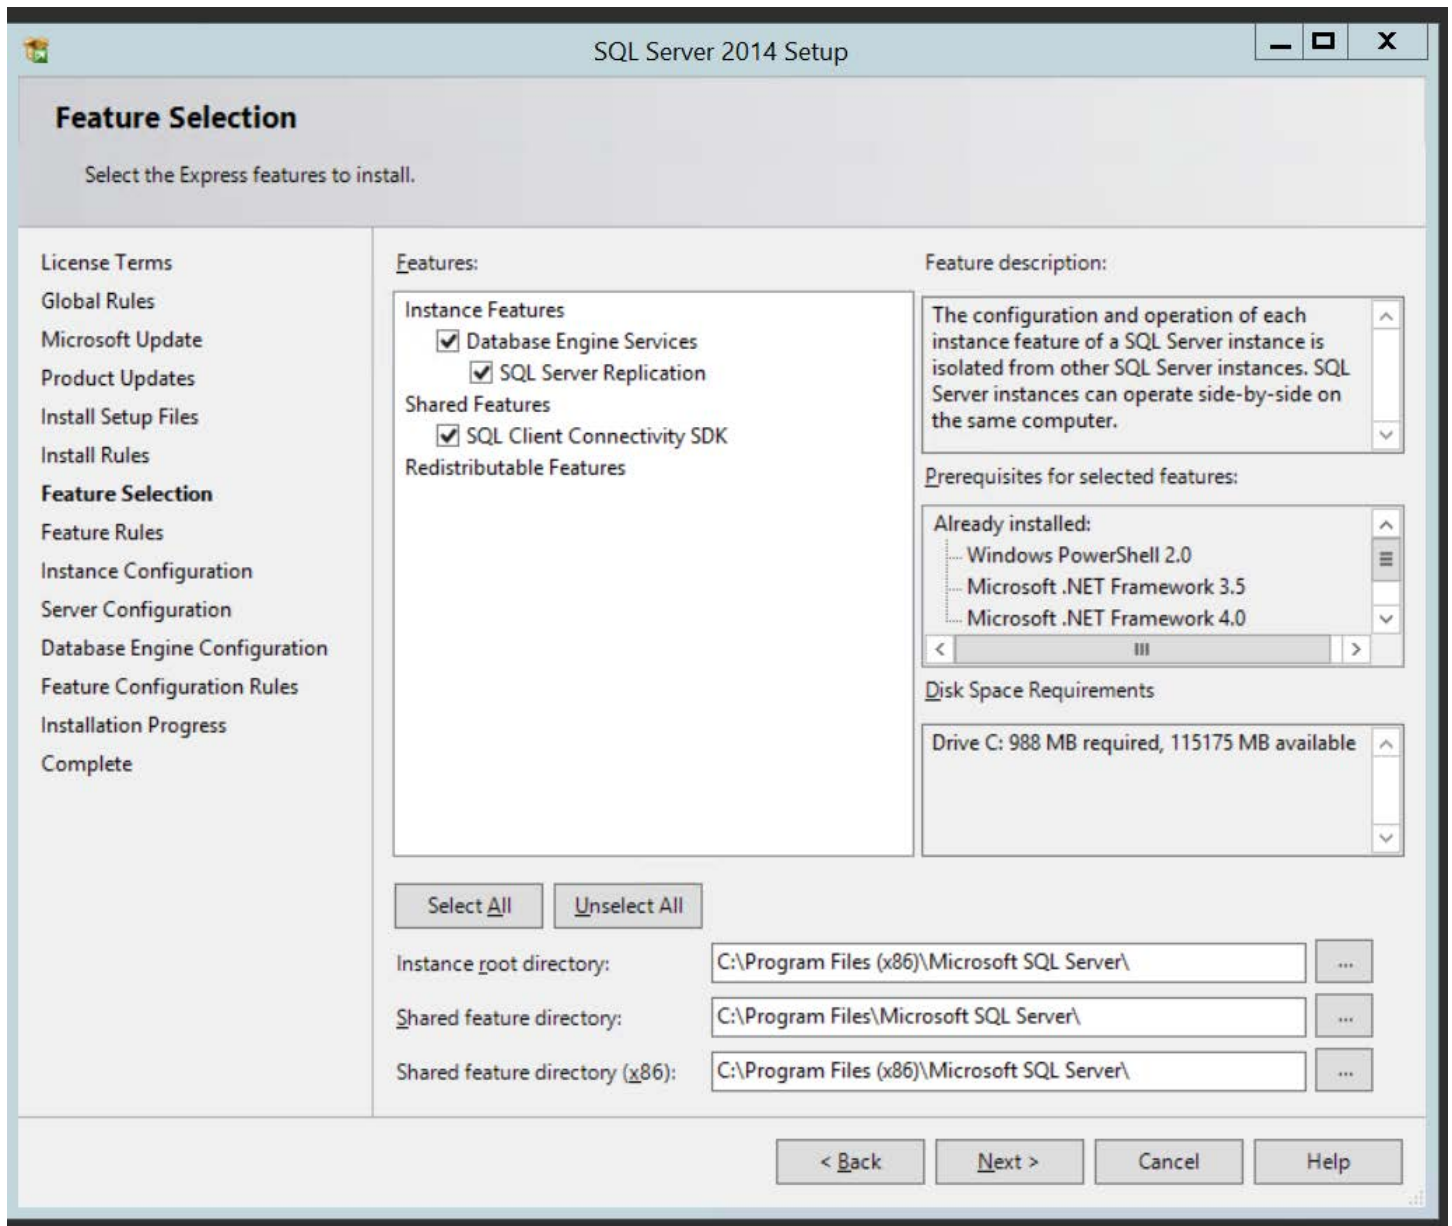 SQL Server 2014 Setup
Feature Selection
Select the Express features to install.
License Terms
Global Rules
Microsoft Update
Product Updates
Install Setup Files
Install Rules
Feature Selection
Feature Rules
Instance Configuration
Server Configuration
Database Engine Configuration
Feature Configuration Rules
Installation Progress
Complete
Features:
Instance Features
Database Engine Services
SQL Server Replication
Shared Features
SQL Client Connectivity SDK
Redistributable Features
Feature description:
The configuration and operation of each
instance feature of a SQL Server instance is
isolated from other SQL Server instances. SQL
Server instances can operate side-by-side on
the same computer.
Prerequisites for selected features:
Already installed:
Windows PowerShell 2.0
Microsoft .NET Framework 3.5
Microsoft .NET Framework 4.0
Disk Space Requirements
Drive C: 988 MB required, 115175 MB available
Select All
Unselect All
Instance root directory:
C:\Program Files (x86)\Microsoft SQL Server\
...
Shared feature directory:
C:\Program Files\Microsoft SQL Server\
...
Shared feature directory (x86):
C:\Program Files (x86)\Microsoft SQL Server\
...
< Back
Next >
Cancel
Help